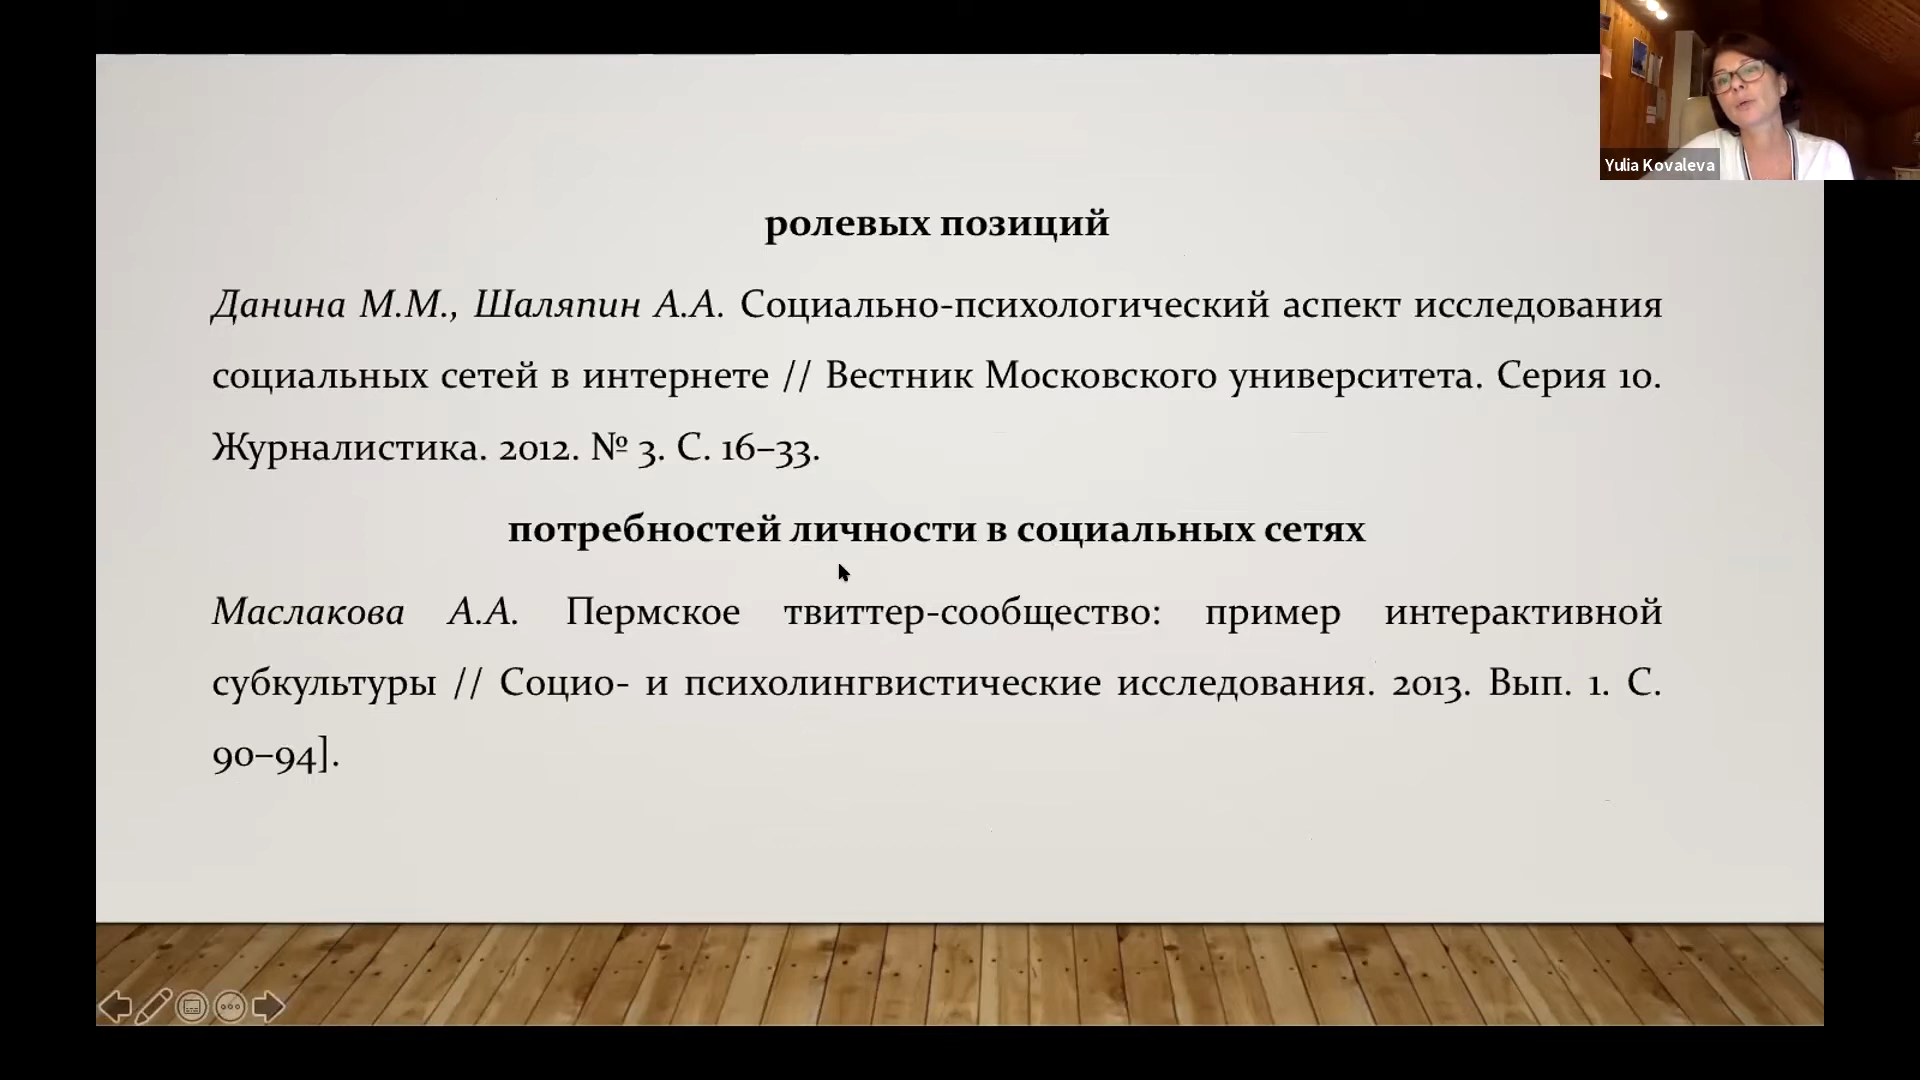 Yulia Kovaleva
ролевых позиций
Данина М.М., Шаляпин А.А. Социально-психологический аспект исследования
социальных сетей в интернете // Вестник Московского университета. Серия 10.
Журналистика. 2012. № 3. С. 16–33.
потребностей личности в социальных сетях
Маслакова А.А. Пермское твиттер-сообщество: пример интерактивной
субкультуры // Социо- и психолингвистические исследования. 2013. Вып. 1. С.
90–94].